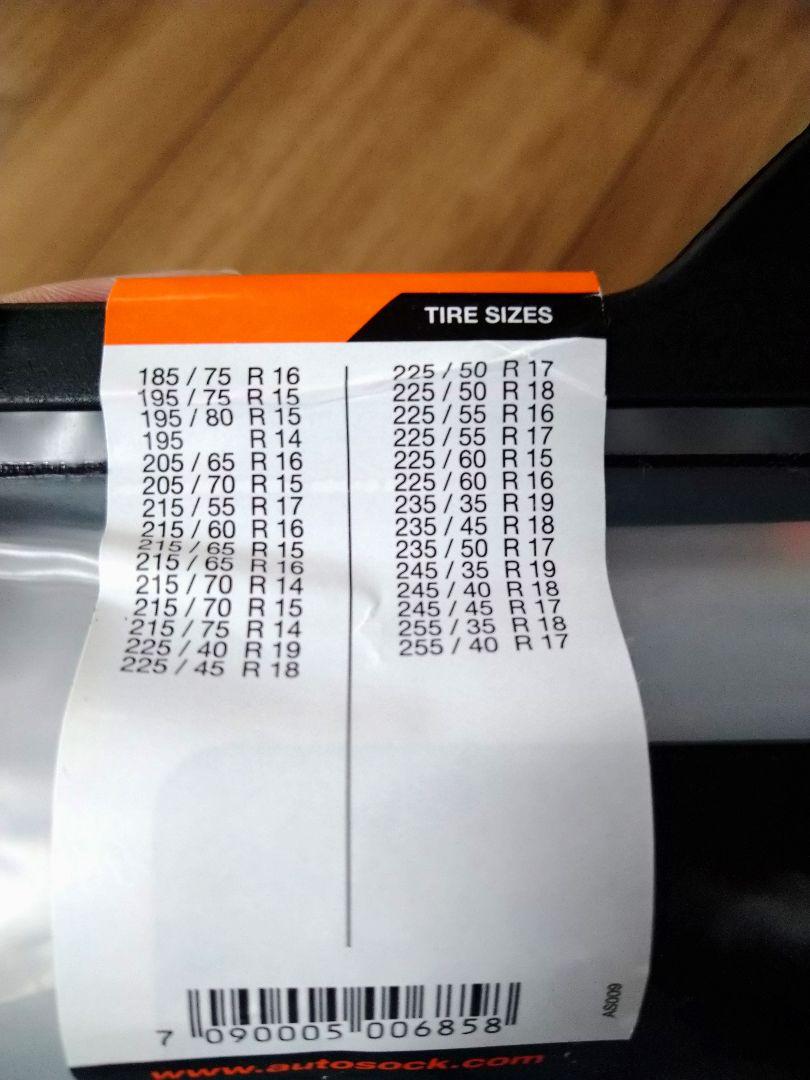 TIRE SIZES
185 / 75 R 16
195 / 75 R 15
195 / 80 R 15
195 R 14
205 / 65 R 16
205 / 70 R 15
215 / 55 R 17
215 / 60 R 16
215 / 65 R 15
215 / 65 R 16
215 / 70 R 14
215 / 70 R 15
215 / 75 R 14
225 / 40 R 19
225 / 45 R 18
225 / 50 R 17
225 / 50 R 18
225 / 55 R 16
225 / 55 R 17
225 / 60 R 15
225 / 60 R 16
235 / 35 R 19
235 / 45 R 18
235 / 50 R 17
245 / 35 R 19
245 / 40 R 18
245 / 45 R 17
255 / 35 R 18
255 / 40 R 17
AS009
7 090005 006858
www.autosock.com